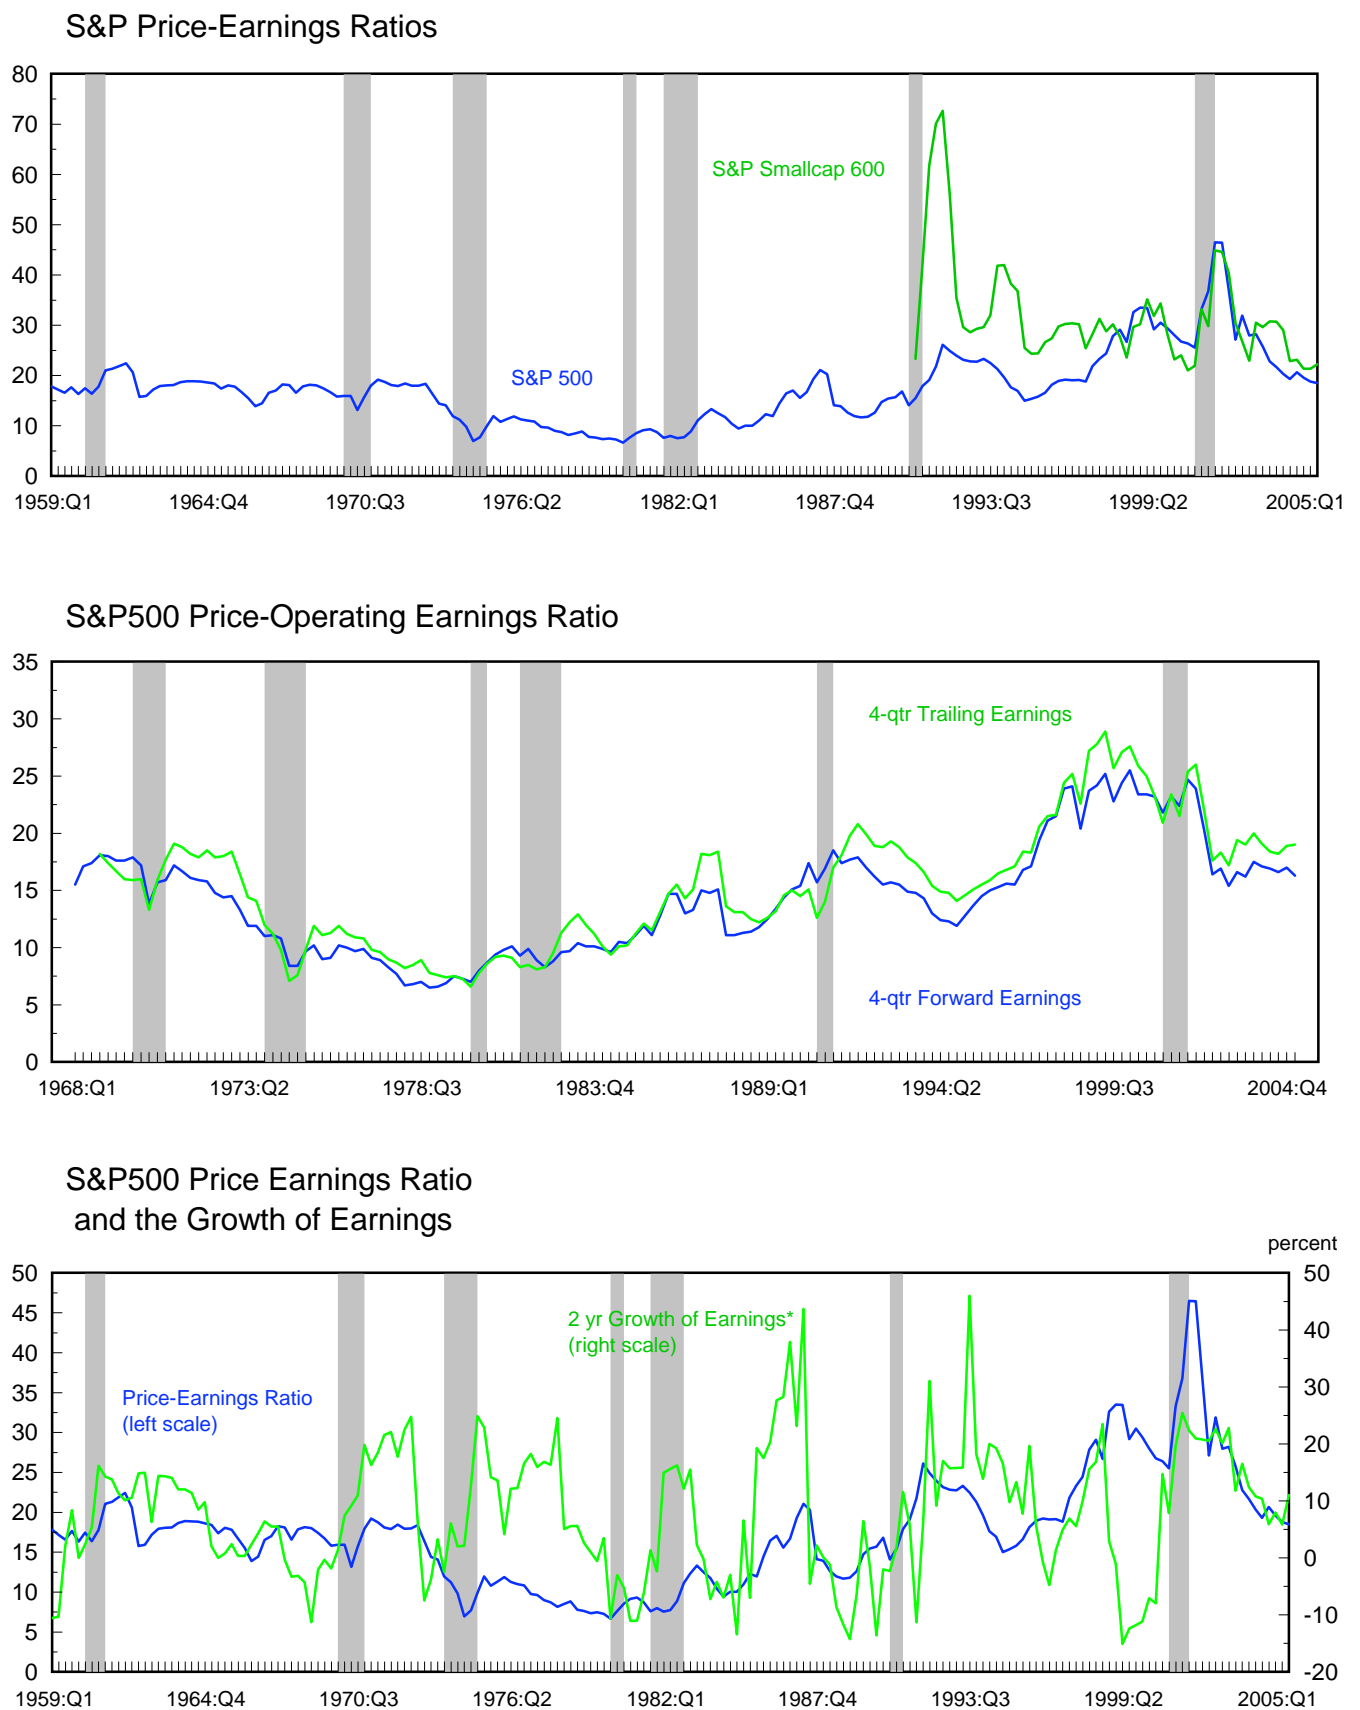 S&P Price-Earnings Ratios
80
70
60
50
40
30
20
10
0
S&P Smallcap 600
S&P 500
1959:Q1 1964:Q4 1970:Q3 1976:Q2 1982:Q1 1987:Q4 1993:Q3 1999:Q2 2005:Q1
S&P500 Price-Operating Earnings Ratio
35
30
25
20
15
10
5
0
4-qtr Trailing Earnings
4-qtr Forward Earnings
1968:Q1 1973:Q2 1978:Q3 1983:Q4 1989:Q1 1994:Q2 1999:Q3 2004:Q4
S&P500 Price Earnings Ratio
and the Growth of Earnings
percent
50
45
40
35
30
25
20
15
10
5
0
2 yr Growth of Earnings*
(right scale)
Price-Earnings Ratio
(left scale)
50
40
30
20
10
0
-10
-20
1959:Q1 1964:Q4 1970:Q3 1976:Q2 1982:Q1 1987:Q4 1993:Q3 1999:Q2 2005:Q1